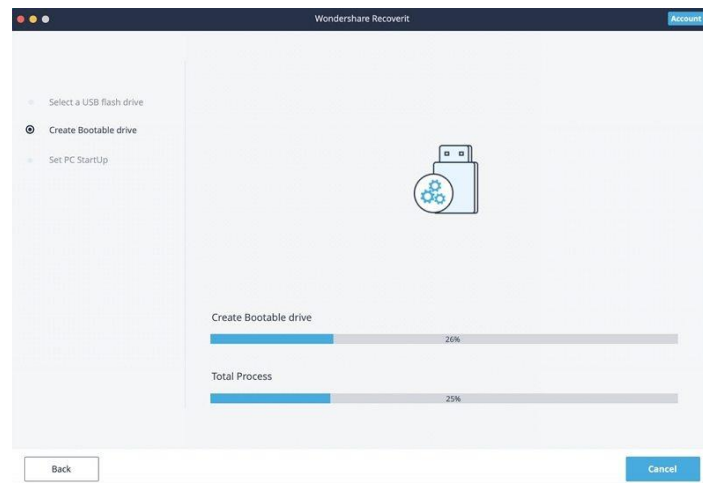 Wondershare Recoverit
Account
Select a USB flash drive
Create Bootable drive
Set PC StartUp
Create Bootable drive
26%
Total Process
25%
Back
Cancel